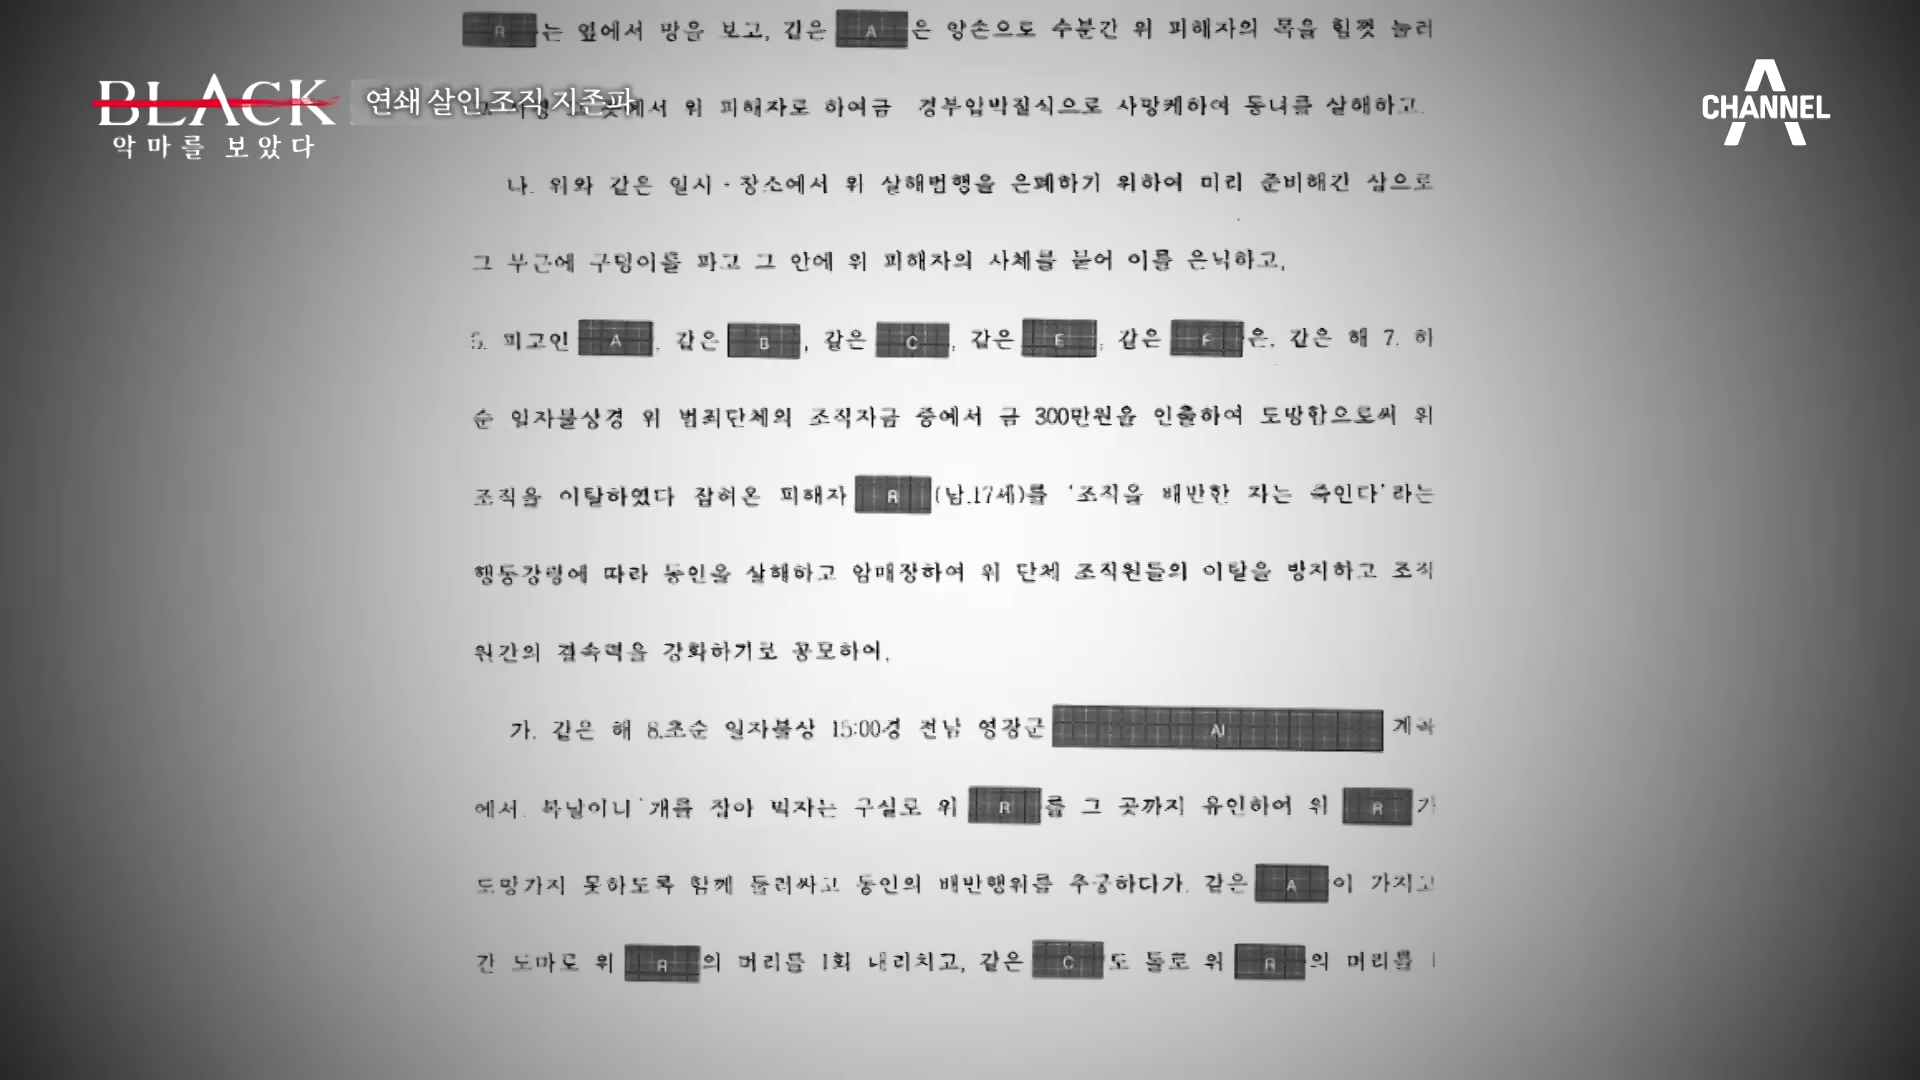 R 는 옆에서 망을 보고, 같은 A 은 양손으로 수분간 위 피해자의 목을 힘껏 눌러
BLACK
악마를 보았다
연쇄 살인 조직 지존파
CHANNEL A
에서 위 피해자로 하여금 경부압박질식으로 사망케하여 동녀를 살해하고.
나. 위와 같은 일시·장소에서 위 살해범행을 은폐하기 위하여 미리 준비해간 삽으로
그 부근에 구덩이를 파고 그 안에 위 피해자의 사체를 묻어 이를 은닉하고,
5. 피고인 A, 같은 B, 같은 C, 같은 E, 같은 F 은, 같은 해 7. 하
순 일자불상경 위 범죄단체의 조직자금 중에서 금 300만원을 인출하여 도망함으로써 위
조직을 이탈하였다 잡혀온 피해자 R (남.17세)를 '조직을 배반한 자는 죽인다'라는
행동강령에 따라 동인을 살해하고 암매장하여 위 단체 조직원들의 이탈을 방지하고 조직
원간의 결속력을 강화하기로 공모하여,
가. 같은 해 8.초순 일자불상 15:00경 전남 영광군 AI 계곡
에서. 복날이니 개를 잡아 먹자는 구실로 위 R 를 그 곳까지 유인하여 위 R 가
도망가지 못하도록 함께 둘러싸고 동인의 배반행위를 추궁하다가. 같은 A 이 가지고
간 도마로 위 R 의 머리를 1회 내리치고, 같은 C 도 돌로 위 R 의 머리를